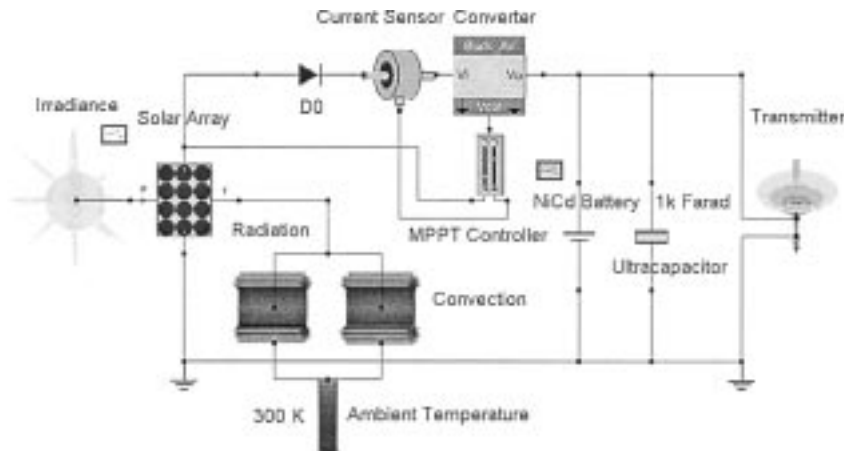 Current Sensor Converter
Vi
D0
Irradiance
Solar Array
Transmitter
NiCd Battery
1k Farad
Radiation
MPPT Controller
Ultracapacitor
Convection
300 K
Ambient Temperature